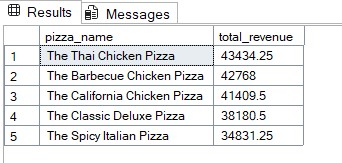 Results Messages
pizza_name total_revenue
1 The Thai Chicken Pizza 43434.25
2 The Barbecue Chicken Pizza 42768
3 The California Chicken Pizza 41409.5
4 The Classic Deluxe Pizza 38180.5
5 The Spicy Italian Pizza 34831.25